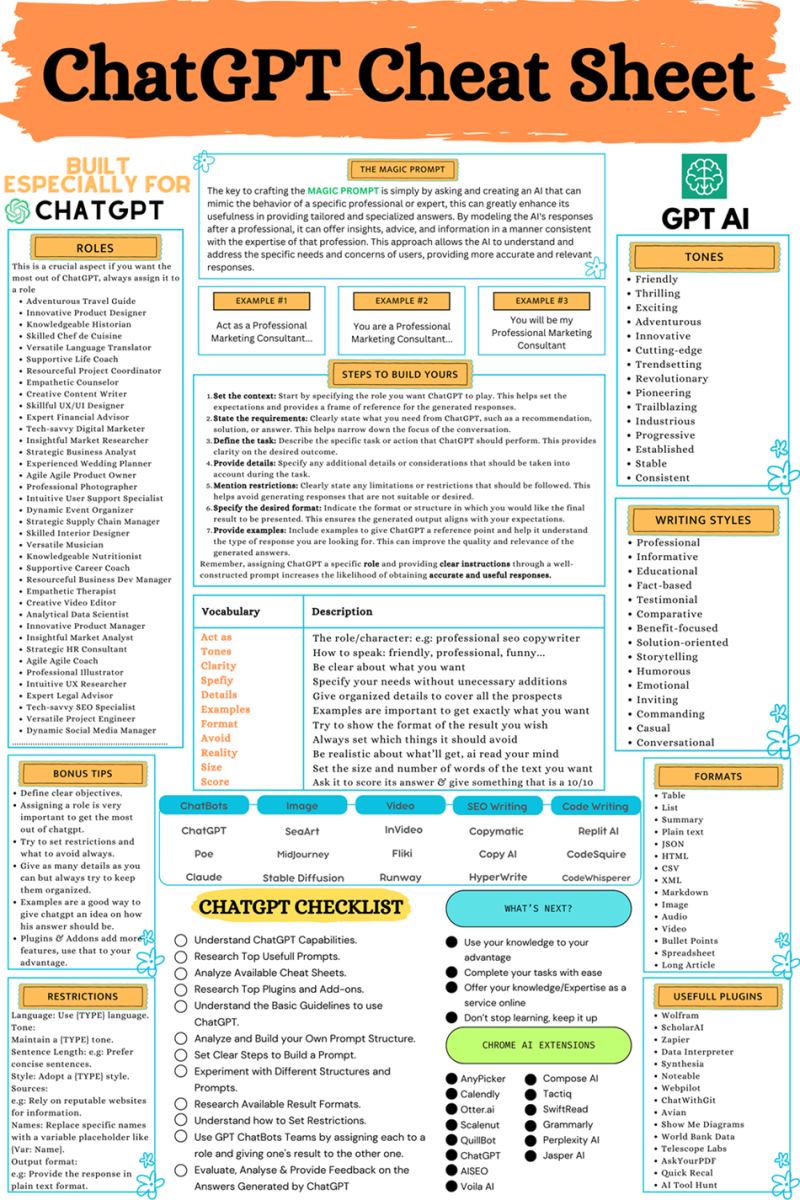 ChatGPT Cheat Sheet
BUILT
ESPECIALLY FOR
CHATGPT
ROLES
This is a crucial aspect if you want the
most out of ChatGPT, always assign it to
a role
Adventurous Travel Guide
Innovative Product Designer
Knowledgeable Historian
Skilled Chef de Cuisine
Versatile Language Translator
Supportive Life Coach
Resourceful Project Coordinator
Empathetic Counselor
Creative Content Writer
Skillful UX/UI Designer
Expert Financial Advisor
Tech-savvy Digital Marketer
Insightful Market Researcher
Strategic Business Analyst
Experienced Wedding Planner
Agile Agile Product Owner
Professional Photographer
Intuitive User Support Specialist
Dynamic Event Organizer
Strategic Supply Chain Manager
Skilled Interior Designer
Versatile Musician
Knowledgeable Nutritionist
Supportive Career Coach
Resourceful Business Dev Manager
Empathetic Therapist
Creative Video Editor
Analytical Data Scientist
Innovative Product Manager
Insightful Market Analyst
Strategic HR Consultant
Agile Agile Coach
Professional Illustrator
Intuitive UX Researcher
Expert Legal Advisor
Tech-savvy SEO Specialist
Versatile Project Engineer
Dynamic Social Media Manager
THE MAGIC PROMPT
The key to crafting the MAGIC PROMPT is simply by asking and creating an AI that can
mimic the behavior of a specific professional or expert, this can greatly enhance its
usefulness in providing tailored and specialized answers. By modeling the AI's responses
after a professional, it can offer insights, advice, and information in a manner consistent
with the expertise of that profession. This approach allows the AI to understand and
address the specific needs and concerns of users, providing more accurate and relevant
responses.
EXAMPLE #1
Act as a Professional
Marketing Consultant...
EXAMPLE #2
You are a Professional
Marketing Consultant...
EXAMPLE #3
You will be my
Professional Marketing
Consultant
STEPS TO BUILD YOURS
1. Set the context: Start by specifying the role you want ChatGPT to play. This helps set the
expectations and provides a frame of reference for the generated responses.
2. State the requirements: Clearly state what you need from ChatGPT, such as a recommendation,
solution, or answer. This helps narrow down the focus of the conversation.
3. Define the task: Describe the specific task or action that ChatGPT should perform. This provides
clarity on the desired outcome.
4. Provide details: Specify any additional details or considerations that should be taken into
account during the task.
5. Mention restrictions: Clearly state any limitations or restrictions that should be followed. This
helps avoid generating responses that are not suitable or desired.
6. Specify the desired format: Indicate the format or structure in which you would like the final
result to be presented. This ensures the generated output aligns with your expectations.
7. Provide examples: Include examples to give ChatGPT a reference point and help it understand
the type of response you are looking for. This can improve the quality and relevance of the
generated answers.
Remember, assigning ChatGPT a specific role and providing clear instructions through a well-
constructed prompt increases the likelihood of obtaining accurate and useful responses.
Vocabulary Description
Act as The role/character: e.g: professional seo copywriter
Tones How to speak: friendly, professional, funny...
Clarity Be clear about what you want
Spefiy Specify your needs without unecessary additions
Details Give organized details to cover all the prospects
Examples Examples are important to get exactly what you want
Format Try to show the format of the result you wish
Avoid Always set which things it should avoid
Reality Be realistic about what'll get, ai read your mind
Size Set the size and number of words of the text you want
Score Ask it to score its answer & give something that is a 10/10
GPT AI
TONES
Friendly
Thrilling
Exciting
Adventurous
Innovative
Cutting-edge
Trendsetting
Revolutionary
Pioneering
Trailblazing
Industrious
Progressive
Established
Stable
Consistent
WRITING STYLES
Professional
Informative
Educational
Fact-based
Testimonial
Comparative
Benefit-focused
Solution-oriented
Storytelling
Humorous
Emotional
Inviting
Commanding
Casual
Conversational
BONUS TIPS
Define clear objectives.
Assigning a role is very
important to get the most
out of chatgpt.
Try to set restrictions and
what to avoid always.
Give as many details as you
can but always try to keep
them organized.
Examples are a good way to
give chatgpt an idea on how
his answer should be.
Plugins & Addons add more
features, use that to your
advantage.
RESTRICTIONS
Language: Use {TYPE} language.
Tone:
Maintain a {TYPE} tone.
Sentence Length: e.g: Prefer
concise sentences.
Style: Adopt a {TYPE} style.
Sources:
e.g: Rely on reputable websites
for information.
Names: Replace specific names
with a variable placeholder like
[Var: Name].
Output format:
e.g: Provide the response in
plain text format.
ChatBots Image Video SEO Writing Code Writing
ChatGPT SeaArt InVideo Copymatic Replit AI
Poe MidJourney Fliki Copy AI CodeSquire
Claude Stable Diffusion Runway HyperWrite CodeWhisperer
CHATGPT CHECKLIST
Understand ChatGPT Capabilities.
Research Top Usefull Prompts.
Analyze Available Cheat Sheets.
Research Top Plugins and Add-ons.
Understand the Basic Guidelines to use
ChatGPT.
Analyze and Build your Own Prompt Structure.
Set Clear Steps to Build a Prompt.
Experiment with Different Structures and
Prompts.
Research Available Result Formats.
Understand how to Set Restrictions.
Use GPT ChatBots Teams by assigning each to a
role and giving one's result to the other one.
Evaluate, Analyse & Provide Feedback on the
Answers Generated by ChatGPT
WHAT'S NEXT?
Use your knowledge to your
advantage
Complete your tasks with ease
Offer your knowledge/Expertise as a
service online
Don't stop learning, keep it up
CHROME AI EXTENSIONS
AnyPicker
Calendly
Otter.ai
Scalenut
QuillBot
ChatGPT
AISEO
Voila AI
Compose AI
Tactiq
SwiftRead
Grammarly
Perplexity AI
Jasper AI
FORMATS
Table
List
Summary
Plain text
JSON
HTML
CSV
XML
Markdown
Image
Audio
Video
Bullet Points
Spreadsheet
Long Article
USEFULL PLUGINS
Wolfram
ScholarAI
Zapier
Data Interpreter
Synthesia
Noteable
Webpilot
ChatWithGit
Avian
Show Me Diagrams
World Bank Data
Telescope Labs
AskYourPDF
Quick Recal
AI Tool Hunt